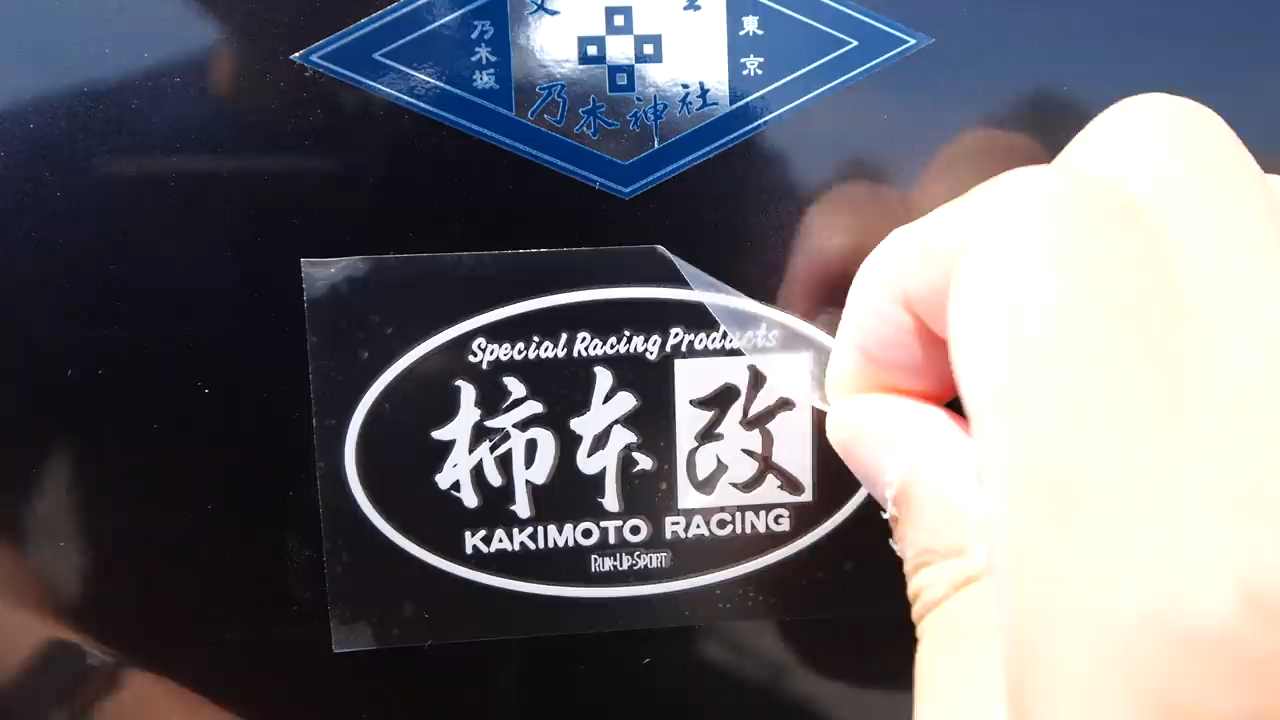 乃木坂
東京
乃木神社
Special Racing Products
柿本改
KAKIMOTO RACING
RUN-UP-SPORT